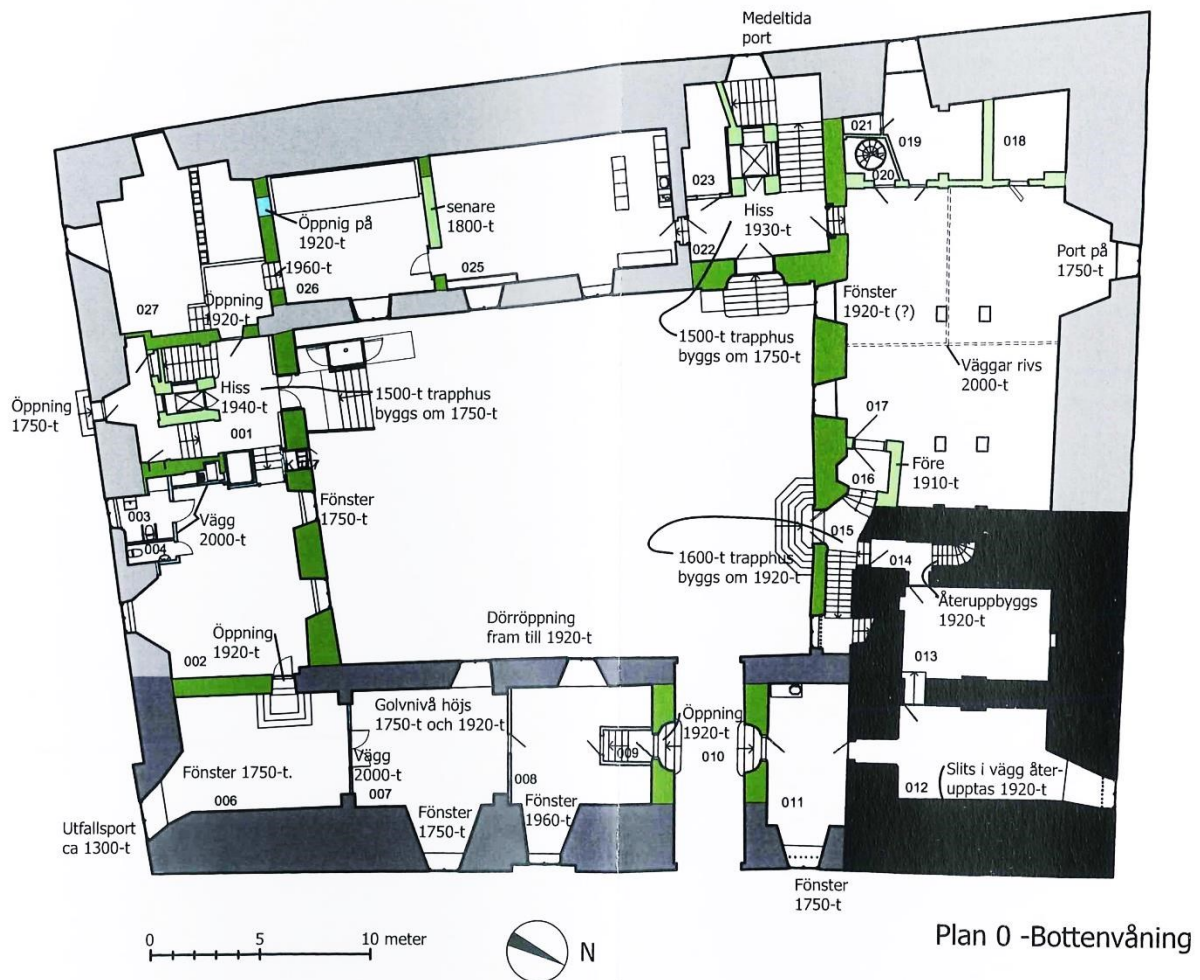 Medeltida
port
021
019
018
020
023
Hiss
1930-t
022
senare
1800-t
Öppnig på
1920-t
1960-t
026
025
027
Öppning
1920-t
Port på
1750-t
Fönster
1920-t (?)
1500-t trapphus
byggs om 1750-t
Väggar rivs
2000-t
Hiss
1940-t
001
1500-t trapphus
byggs om 1750-t
Öppning
1750-t
017
016
Före
1910-t
003
004
Vägg
2000-t
Fönster
1750-t
015
014
1600-t trapphus
byggs om 1920-t
Återuppbyggs
1920-t
013
Dörröppning
fram till 1920-t
Öppning
1920-t
002
Golvnivå höjs
1750-t och 1920-t
Öppning
1920-t
009
010
Vägg
2000-t
Fönster 1750-t.
006
007
008
011
Slits i vägg åter-
upptas 1920-t
012
Fönster
1750-t
Fönster
1960-t
Utfallsport
ca 1300-t
Fönster
1750-t
0 5 10 meter
N
Plan 0 -Bottenvåning